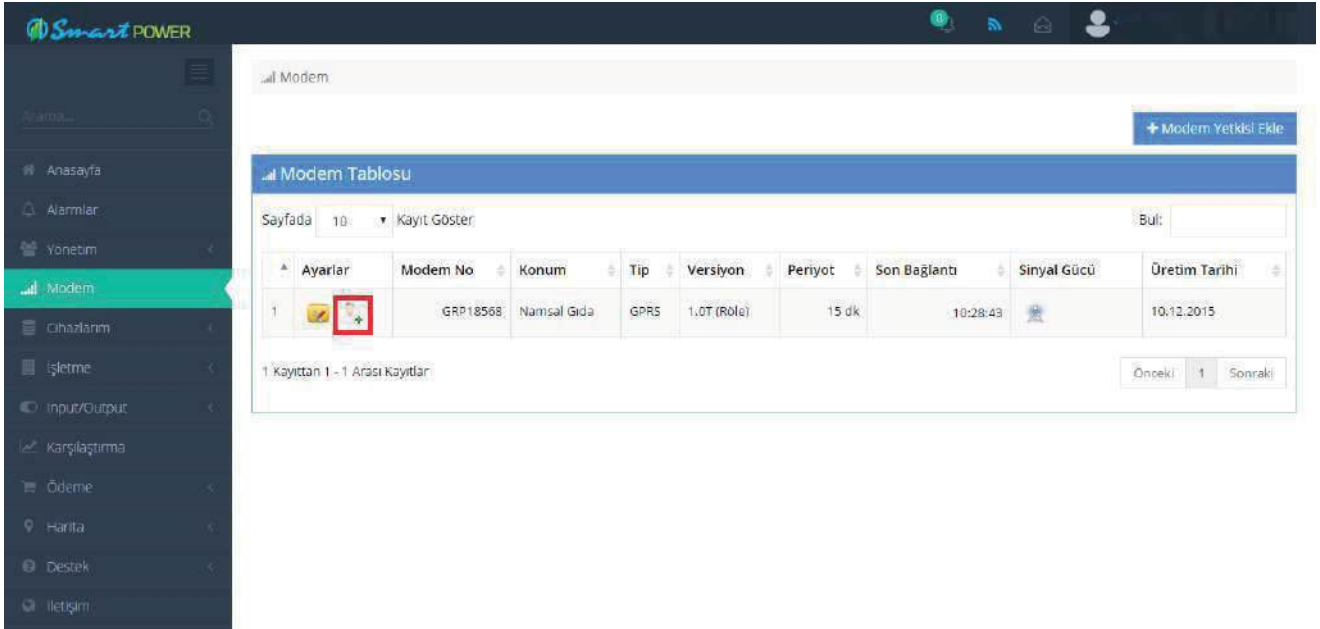 Smart POWER
0
Modem
Arama...
+ Modem Yetkisi Ekle
Anasayfa
Modem Tablosu
Alarmlar
Sayfada 10 Kayıt Göster Bul:
Yönetim
Ayarlar Modem No Konum Tip Versiyon Periyot Son Bağlantı Sinyal Gücü Üretim Tarihi
Modem
1 GRP18568 Namsal Gıda GPRS 1.0T (Röle) 15 dk 10:28:43 10.12.2015
Cihazlarım
İşletme
1 Kayıttan 1 - 1 Arası Kayıtlar Önceki 1 Sonraki
Input/Output
Karşılaştırma
Ödeme
Harita
Destek
İletişim